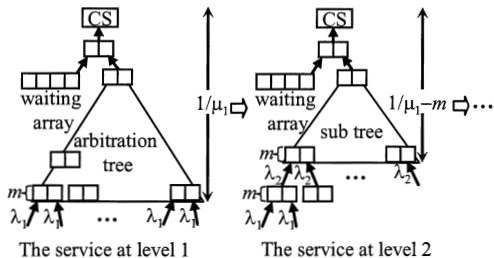 CS
waiting
array
arbitration
tree
1/μ₁
m
λ₁ λ₁ ... λ₁ λ₁
The service at level 1
CS
waiting
array
sub tree
1/μ₁−m
...
m
λ₂ λ₂ ... λ₂
m
λ₁ λ₁
The service at level 2